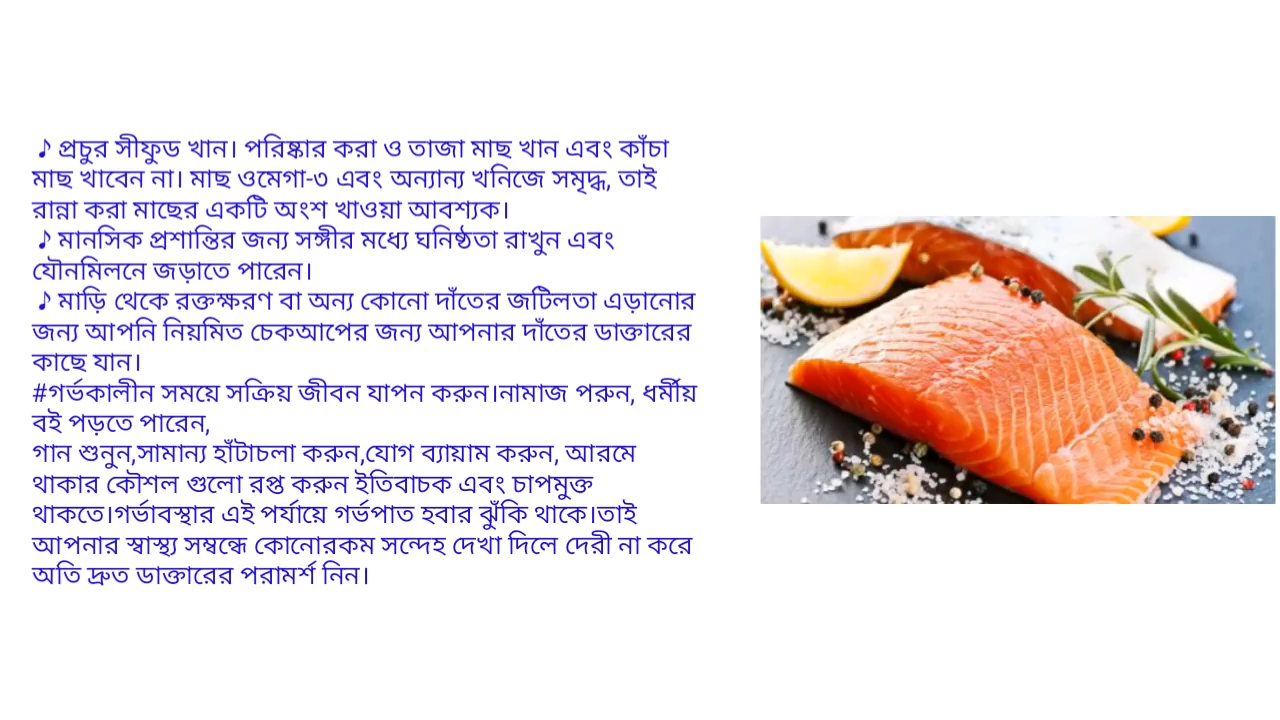 ♪ প্রচুর সীফুড খান। পরিষ্কার করা ও তাজা মাছ খান এবং কাঁচা
মাছ খাবেন না। মাছ ওমেগা-৩ এবং অন্যান্য খনিজে সমৃদ্ধ, তাই
রান্না করা মাছের একটি অংশ খাওয়া আবশ্যক।
♪ মানসিক প্রশান্তির জন্য সঙ্গীর মধ্যে ঘনিষ্ঠতা রাখুন এবং
যৌনমিলনে জড়াতে পারেন।
♪ মাড়ি থেকে রক্তক্ষরণ বা অন্য কোনো দাঁতের জটিলতা এড়ানোর
জন্য আপনি নিয়মিত চেকআপের জন্য আপনার দাঁতের ডাক্তারের
কাছে যান।
#গর্ভকালীন সময়ে সক্রিয় জীবন যাপন করুন।নামাজ পরুন, ধর্মীয়
বই পড়তে পারেন,
গান শুনুন,সামান্য হাঁটাচলা করুন,যোগ ব্যায়াম করুন, আরমে
থাকার কৌশল গুলো রপ্ত করুন ইতিবাচক এবং চাপমুক্ত
থাকতে।গর্ভাবস্থার এই পর্যায়ে গর্ভপাত হবার ঝুঁকি থাকে।তাই
আপনার স্বাস্থ্য সম্বন্ধে কোনোরকম সন্দেহ দেখা দিলে দেরী না করে
অতি দ্রুত ডাক্তারের পরামর্শ নিন।